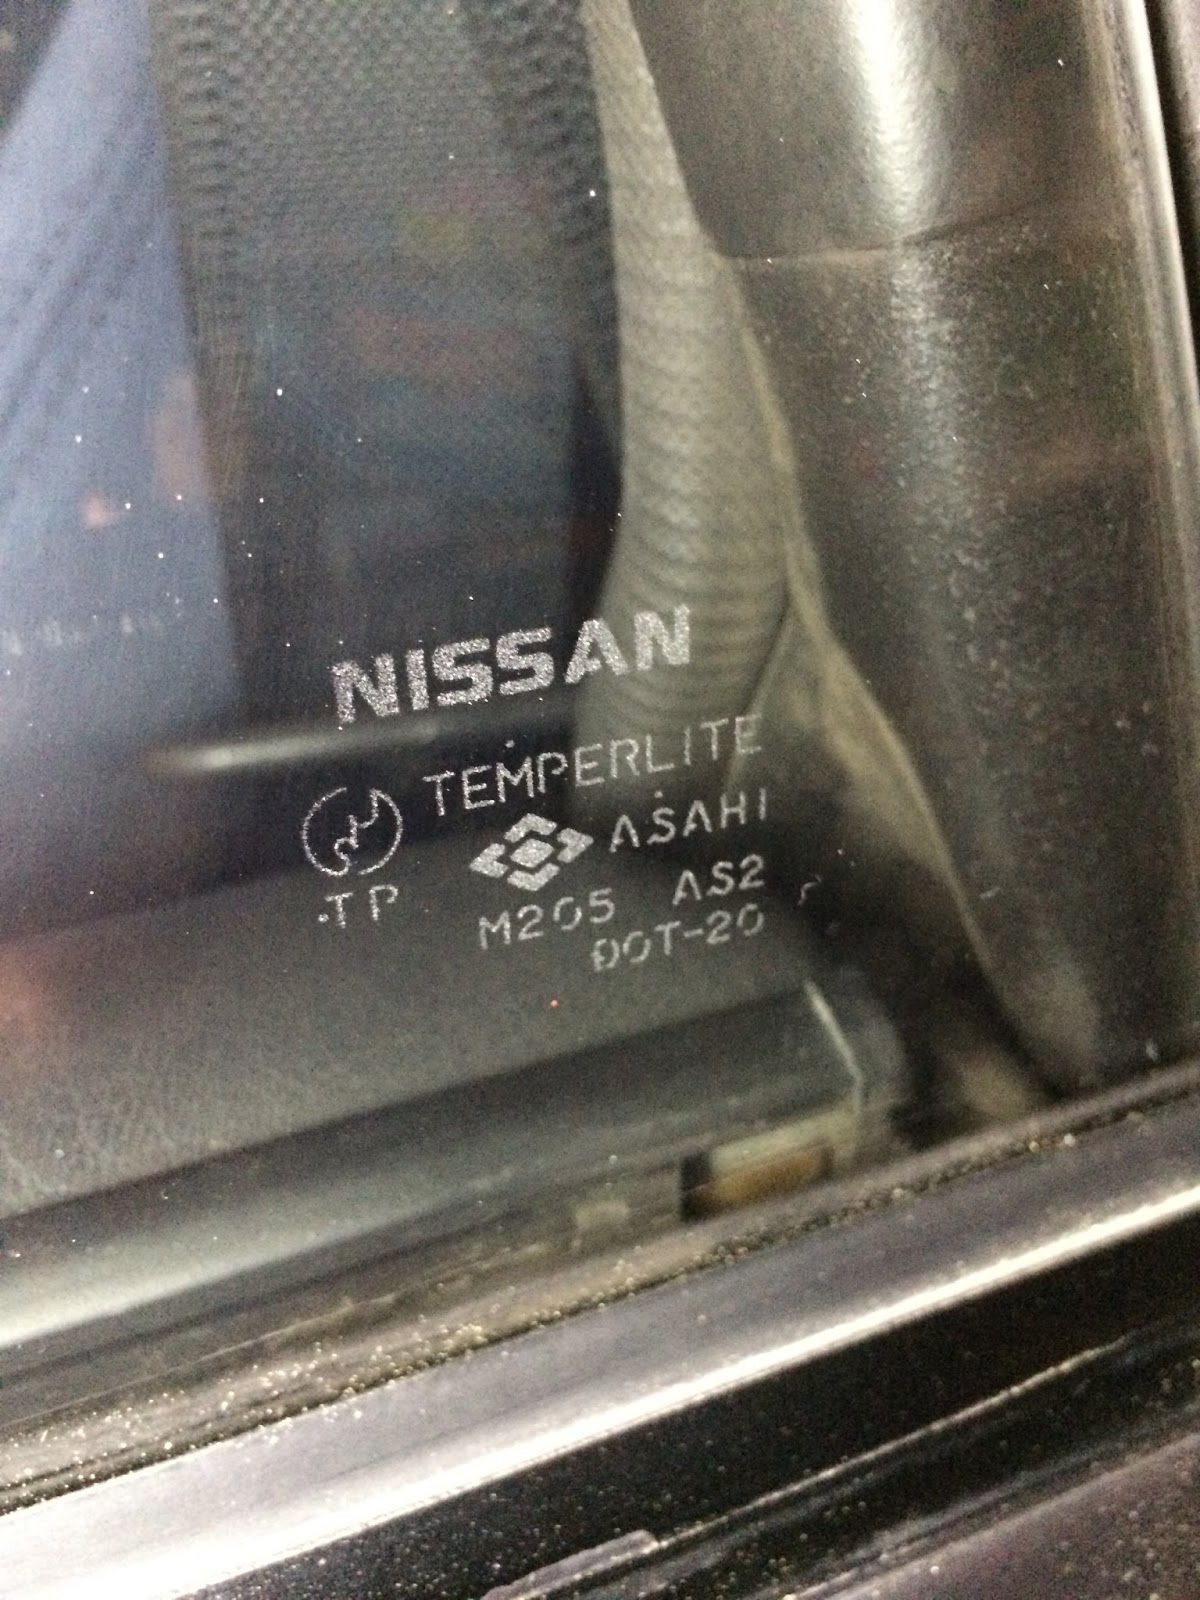 NISSAN
TEMPERLITE
ASAHI
TP
M205 AS2
DOT-20